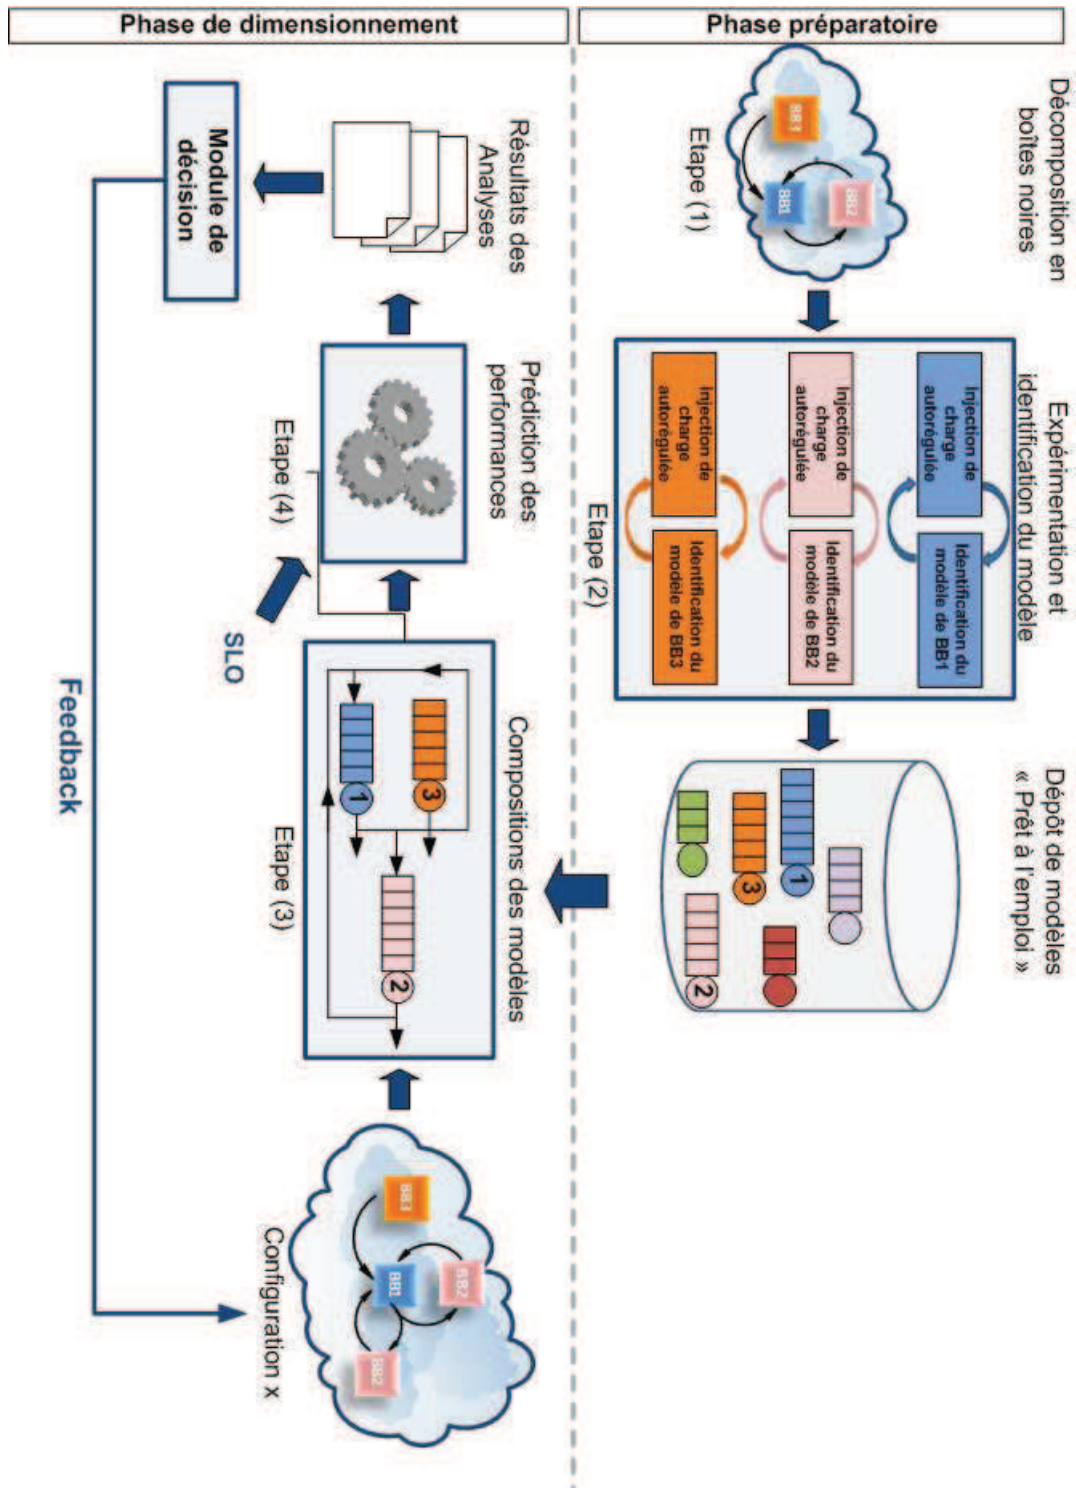 Phase préparatoire
Décomposition en
boîtes noires
BB3
BB2
BB1
Etape (1)
Expérimentation et
identification du modèle
Injection de
charge
autorégulée
Identification du
modèle de BB1
Injection de
charge
autorégulée
Identification du
modèle de BB2
Injection de
charge
autorégulée
Identification du
modèle de BB3
Etape (2)
Dépôt de modèles
« Prêt à l'emploi »
1
3
2
Phase de dimensionnement
Résultats des
Analyses
Module de
décision
Prédiction des
performances
Etape (4)
SLO
Compositions des modèles
3
1
2
Etape (3)
BB3
BB2
BB1
BB2
Configuration x
Feedback